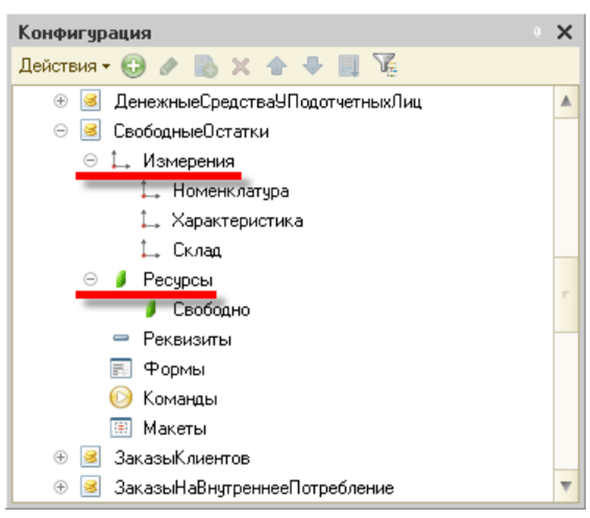 Конфигурация
Действия
ДенежныеСредстваУПодотчетныхЛиц
СвободныеОстатки
Измерения
Номенклатура
Характеристика
Склад
Ресурсы
Свободно
Реквизиты
Формы
Команды
Макеты
ЗаказыКлиентов
ЗаказыНаВнутреннееПотребление